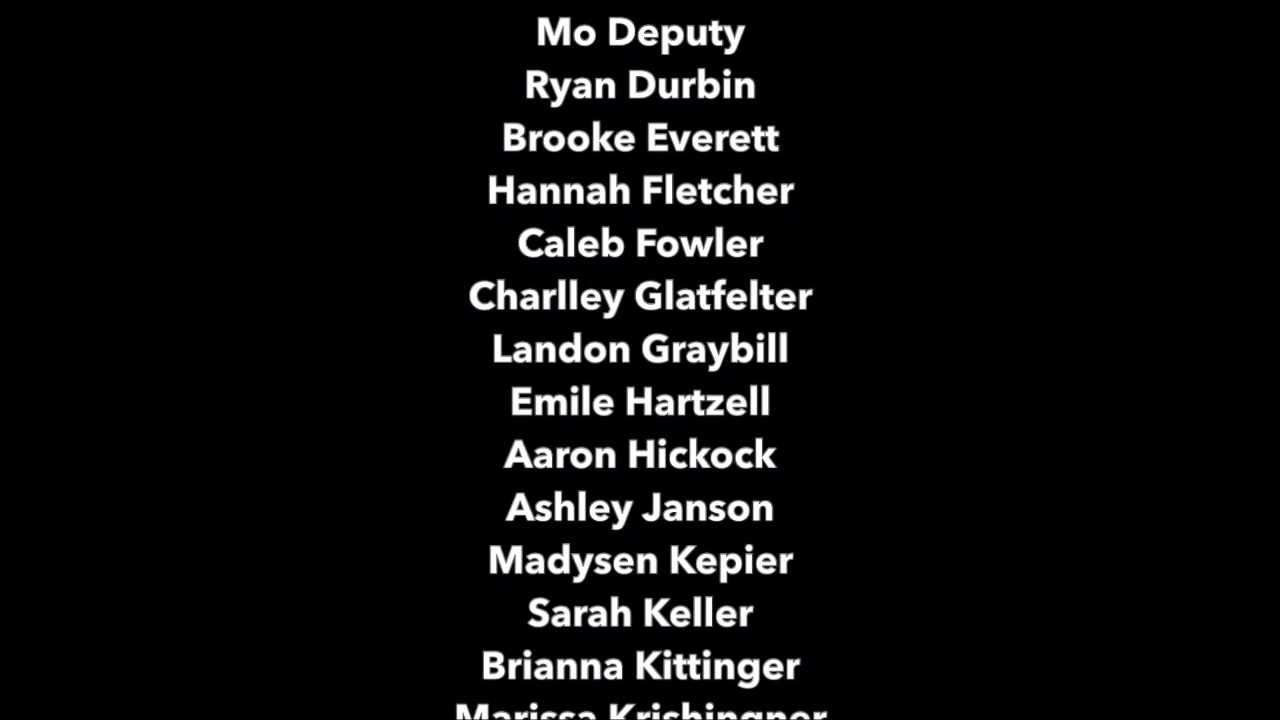 Mo Deputy
Ryan Durbin
Brooke Everett
Hannah Fletcher
Caleb Fowler
Charlley Glatfelter
Landon Graybill
Emile Hartzell
Aaron Hickock
Ashley Janson
Madysen Kepier
Sarah Keller
Brianna Kittinger
Marissa